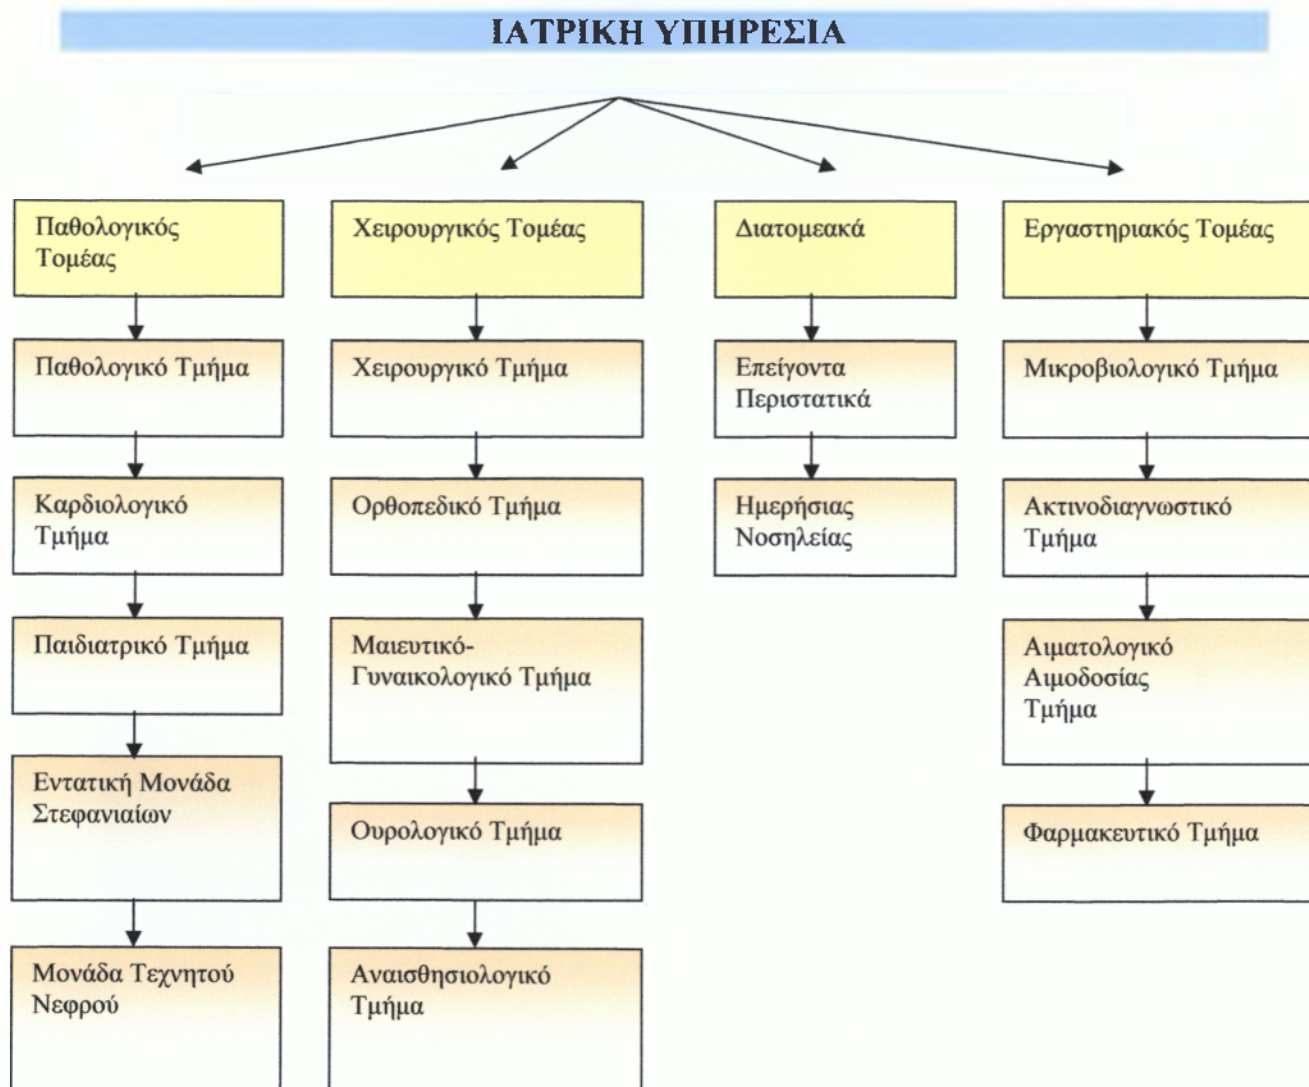 ΙΑΤΡΙΚΗ ΥΠΗΡΕΣΙΑ
Παθολογικός
Τομέας
Παθολογικό Τμήμα
Καρδιολογικό
Τμήμα
Παιδιατρικό Τμήμα
Εντατική Μονάδα
Στεφανιαίων
Μονάδα Τεχνητού
Νεφρού
Χειρουργικός Τομέας
Χειρουργικό Τμήμα
Ορθοπεδικό Τμήμα
Μαιευτικό-
Γυναικολογικό Τμήμα
Ουρολογικό Τμήμα
Αναισθησιολογικό
Τμήμα
Διατομεακά
Επείγοντα
Περιστατικά
Ημερήσιας
Νοσηλείας
Εργαστηριακός Τομέας
Μικροβιολογικό Τμήμα
Ακτινοδιαγνωστικό
Τμήμα
Αιματολογικό
Αιμοδοσίας
Τμήμα
Φαρμακευτικό Τμήμα